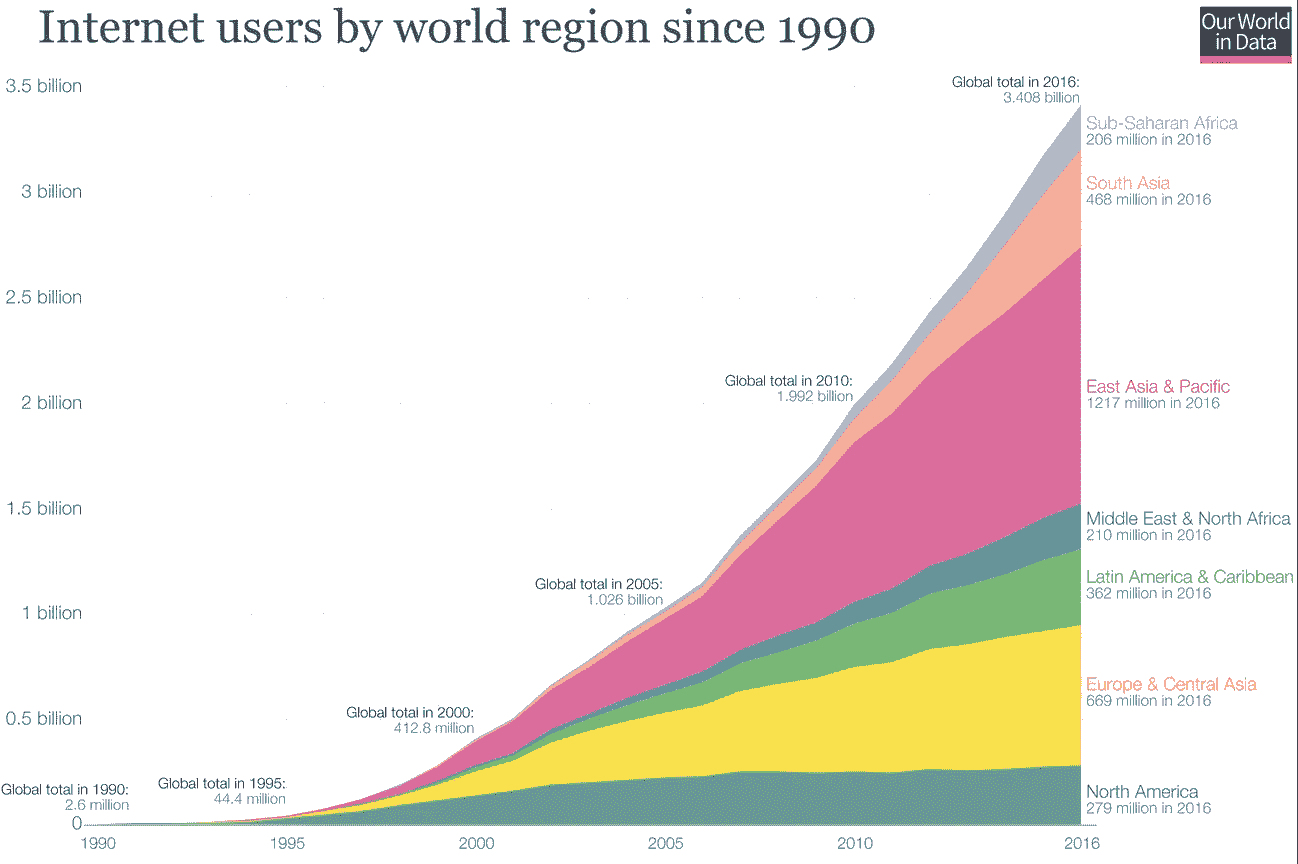 Internet users by world region since 1990
Our World
in Data
3.5 billion
3 billion
2.5 billion
2 billion
1.5 billion
1 billion
0.5 billion
0
Global total in 2016:
3.408 billion
Global total in 2010:
1.992 billion
Global total in 2005:
1.026 billion
Global total in 2000:
412.8 million
Global total in 1995:
44.4 million
Global total in 1990:
2.6 million
Sub-Saharan Africa
206 million in 2016
South Asia
468 million in 2016
East Asia & Pacific
1217 million in 2016
Middle East & North Africa
210 million in 2016
Latin America & Caribbean
362 million in 2016
Europe & Central Asia
669 million in 2016
North America
279 million in 2016
1990
1995
2000
2005
2010
2016